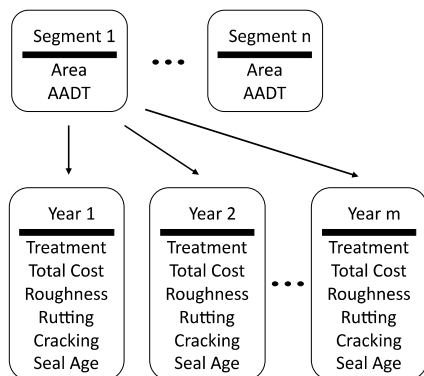 Segment 1
Area
AADT
Segment n
Area
AADT
Year 1
Treatment
Total Cost
Roughness
Rutting
Cracking
Seal Age
Year 2
Treatment
Total Cost
Roughness
Rutting
Cracking
Seal Age
Year m
Treatment
Total Cost
Roughness
Rutting
Cracking
Seal Age